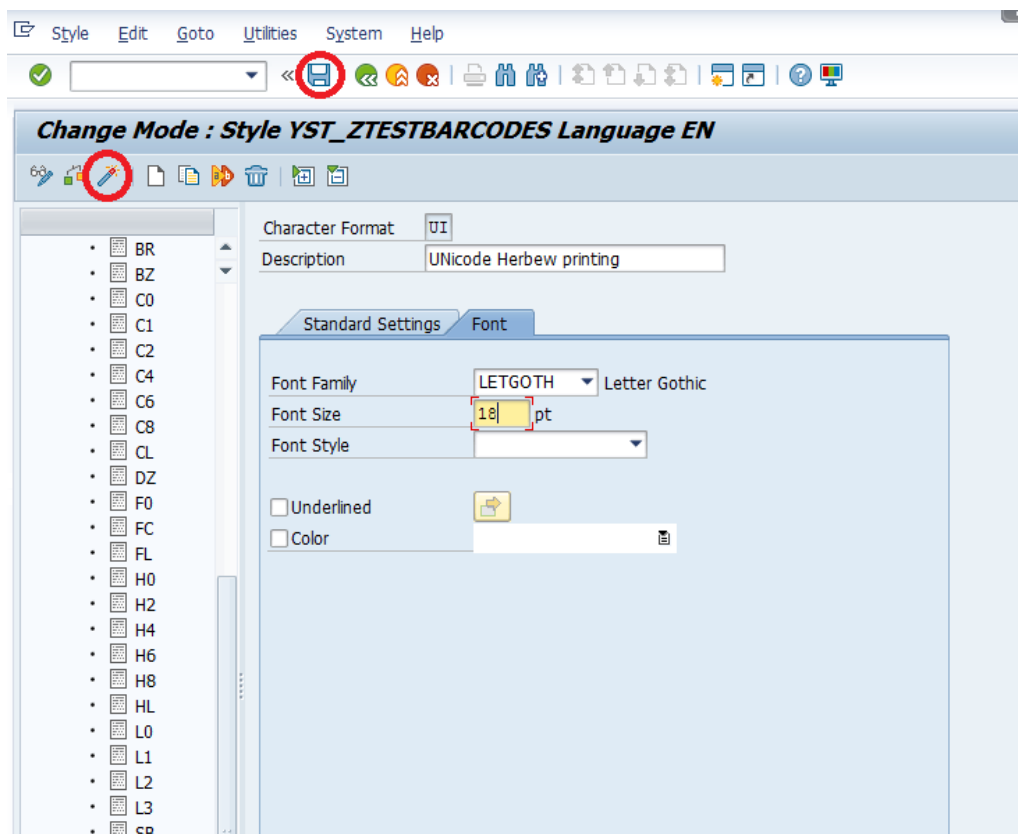 Style Edit Goto Utilities System Help
Change Mode : Style YST_ZTESTBARCODES Language EN
Character Format UI
Description UNicode Herbew printing
Standard Settings Font
Font Family LETGOTH Letter Gothic
Font Size 18 pt
Font Style
Underlined
Color
BR
BZ
C0
C1
C2
C4
C6
C8
CL
DZ
F0
FC
FL
H0
H2
H4
H6
H8
HL
L0
L1
L2
L3
SB